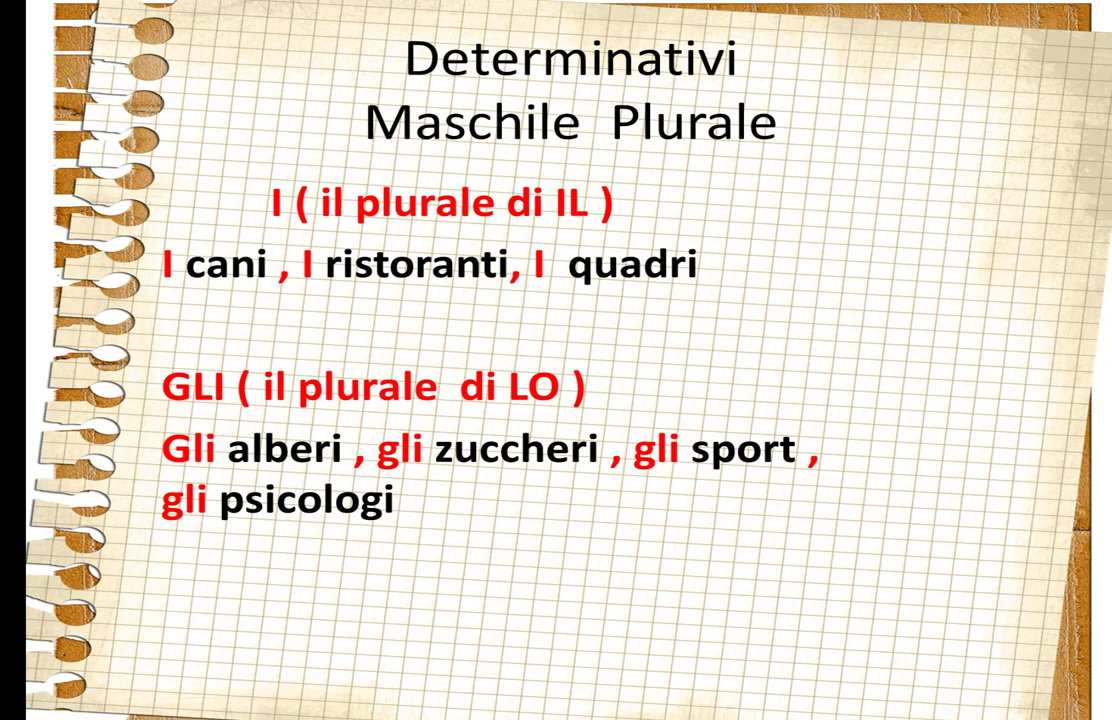 Determinativi
Maschile Plurale
I ( il plurale di IL )
I cani , I ristoranti, I quadri
GLI ( il plurale di LO )
Gli alberi , gli zuccheri , gli sport ,
gli psicologi